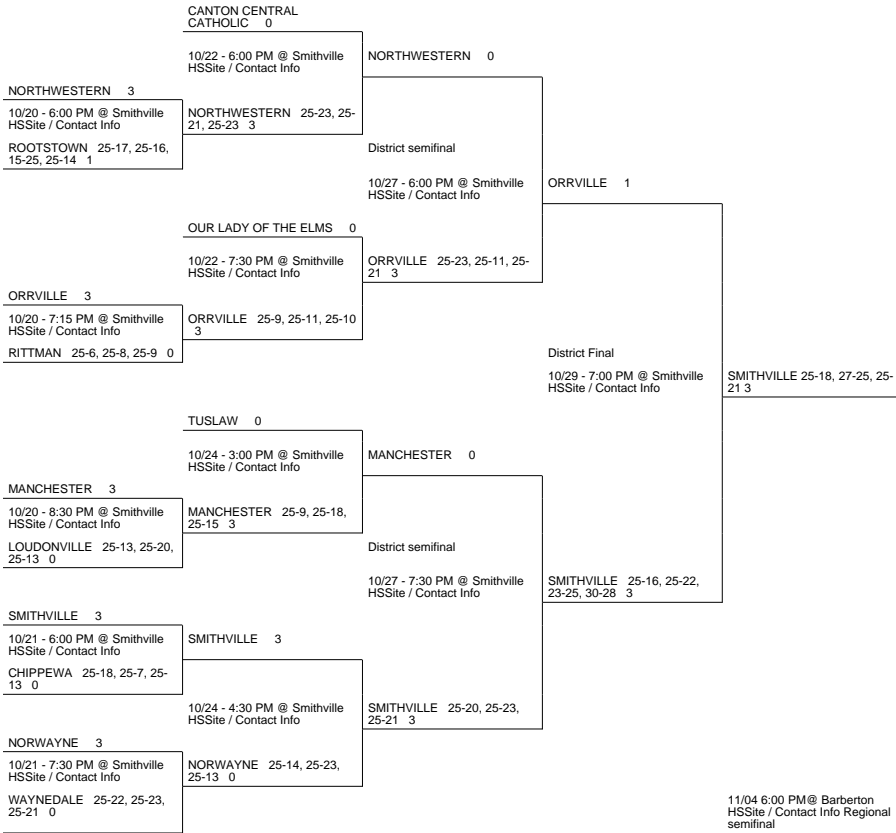 CANTON CENTRAL
CATHOLIC 0
10/22 - 6:00 PM @ Smithville
HSSite / Contact Info
NORTHWESTERN 0
NORTHWESTERN 3
10/20 - 6:00 PM @ Smithville
HSSite / Contact Info
NORTHWESTERN 25-23, 25-
21, 25-23 3
ROOTSTOWN 25-17, 25-16,
15-25, 25-14 1
District semifinal
10/27 - 6:00 PM @ Smithville
HSSite / Contact Info
ORRVILLE 1
OUR LADY OF THE ELMS 0
10/22 - 7:30 PM @ Smithville
HSSite / Contact Info
ORRVILLE 25-23, 25-11, 25-
21 3
ORRVILLE 3
10/20 - 7:15 PM @ Smithville
HSSite / Contact Info
ORRVILLE 25-9, 25-11, 25-10
3
RITTMAN 25-6, 25-8, 25-9 0
District Final
10/29 - 7:00 PM @ Smithville
HSSite / Contact Info
SMITHVILLE 25-18, 27-25, 25-
21 3
TUSLAW 0
10/24 - 3:00 PM @ Smithville
HSSite / Contact Info
MANCHESTER 0
MANCHESTER 3
10/20 - 8:30 PM @ Smithville
HSSite / Contact Info
MANCHESTER 25-9, 25-18,
25-15 3
LOUDONVILLE 25-13, 25-20,
25-13 0
District semifinal
10/27 - 7:30 PM @ Smithville
HSSite / Contact Info
SMITHVILLE 25-16, 25-22,
23-25, 30-28 3
SMITHVILLE 3
10/21 - 6:00 PM @ Smithville
HSSite / Contact Info
SMITHVILLE 3
CHIPPEWA 25-18, 25-7, 25-
13 0
10/24 - 4:30 PM @ Smithville
HSSite / Contact Info
SMITHVILLE 25-20, 25-23,
25-21 3
NORWAYNE 3
10/21 - 7:30 PM @ Smithville
HSSite / Contact Info
NORWAYNE 25-14, 25-23,
25-13 0
WAYNEDALE 25-22, 25-23,
25-21 0
11/04 6:00 PM@ Barberton
HSSite / Contact Info Regional
semifinal